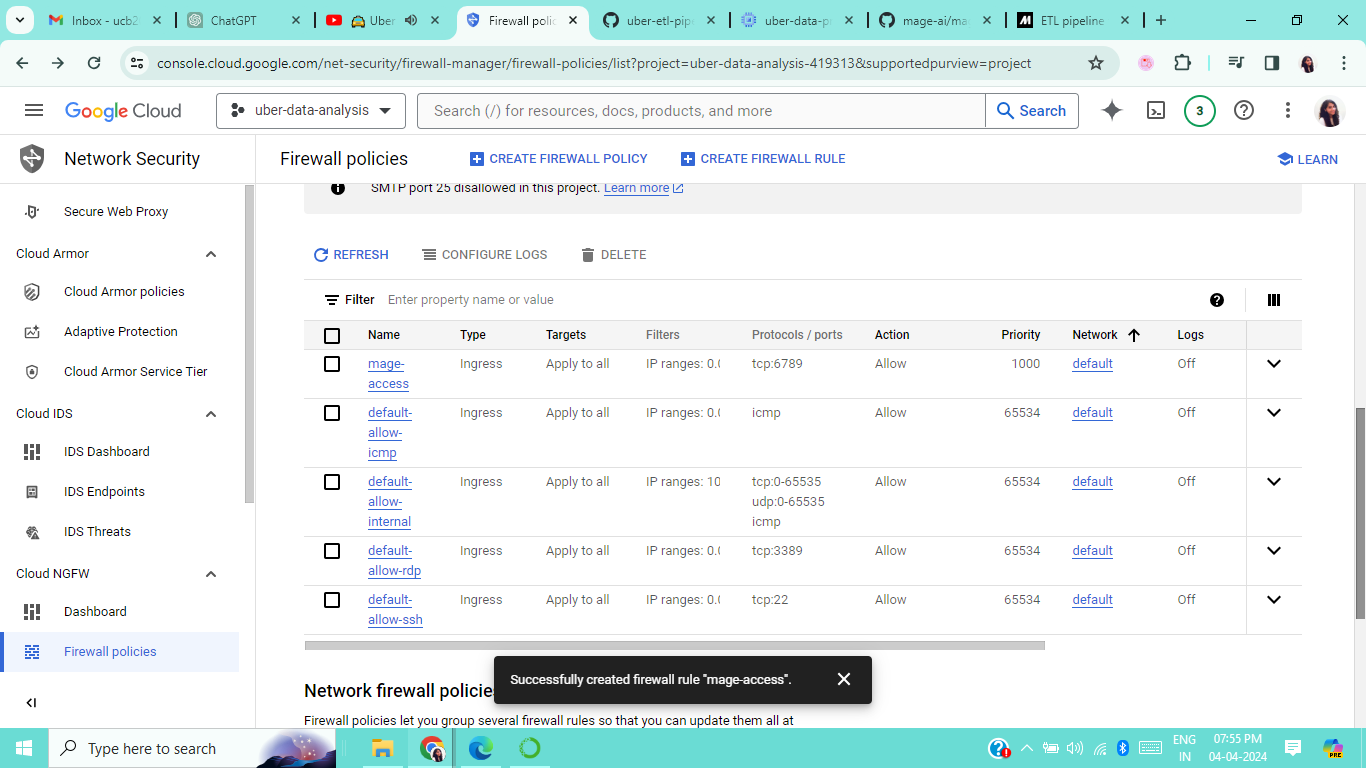 Inbox - ucb2
ChatGPT
Uber
Firewall polic
uber-etl-pipe
uber-data-p
mage-ai/ma
ETL pipeline
console.cloud.google.com/net-security/firewall-manager/firewall-policies/list?project=uber-data-analysis-419313&supportedpurview=project
Google Cloud
uber-data-analysis
Search (/) for resources, docs, products, and more
Search
3
Network Security
Firewall policies
CREATE FIREWALL POLICY
CREATE FIREWALL RULE
LEARN
Secure Web Proxy
Cloud Armor
Cloud Armor policies
Adaptive Protection
Cloud Armor Service Tier
Cloud IDS
IDS Dashboard
IDS Endpoints
IDS Threats
Cloud NGFW
Dashboard
Firewall policies
SMTP port 25 disallowed in this project. Learn more
REFRESH
CONFIGURE LOGS
DELETE
Filter Enter property name or value
Name Type Targets Filters Protocols / ports Action Priority Network Logs
mage-access Ingress Apply to all IP ranges: 0.0 tcp:6789 Allow 1000 default Off
default-allow-icmp Ingress Apply to all IP ranges: 0.0 icmp Allow 65534 default Off
default-allow-internal Ingress Apply to all IP ranges: 10 tcp:0-65535 udp:0-65535 icmp Allow 65534 default Off
default-allow-rdp Ingress Apply to all IP ranges: 0.0 tcp:3389 Allow 65534 default Off
default-allow-ssh Ingress Apply to all IP ranges: 0.0 tcp:22 Allow 65534 default Off
Network firewall policies
Successfully created firewall rule "mage-access".
Firewall policies let you group several firewall rules so that you can update them all at
Type here to search
ENG
IN
07:55 PM
04-04-2024
PRE